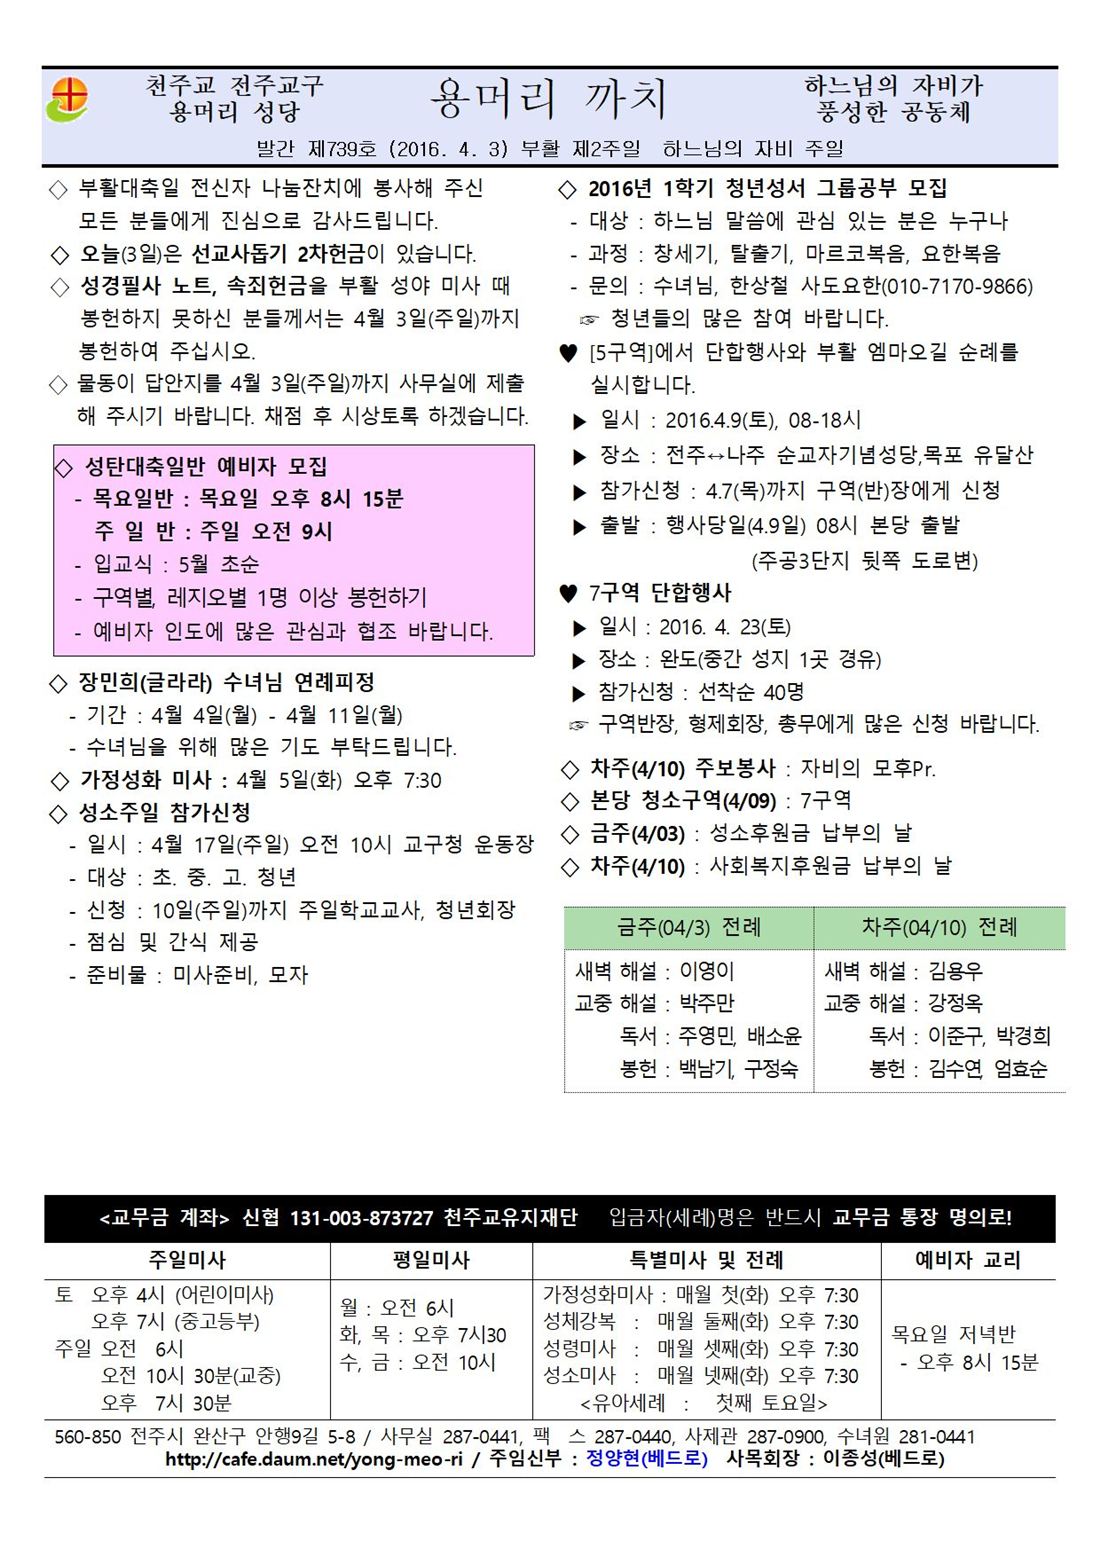 천주교 전주교구
용머리 성당
용머리 까치
하느님의 자비가
풍성한 공동체
발간 제739호 (2016. 4. 3) 부활 제2주일 하느님의 자비 주일
◇ 부활대축일 전신자 나눔잔치에 봉사해 주신
모든 분들에게 진심으로 감사드립니다.
◇ 오늘(3일)은 선교사돕기 2차헌금이 있습니다.
◇ 성경필사 노트, 속죄헌금을 부활 성야 미사 때
봉헌하지 못하신 분들께서는 4월 3일(주일)까지
봉헌하여 주십시오.
◇ 물동이 답안지를 4월 3일(주일)까지 사무실에 제출
해 주시기 바랍니다. 채점 후 시상토록 하겠습니다.
◇ 성탄대축일반 예비자 모집
- 목요일반 : 목요일 오후 8시 15분
주 일 반 : 주일 오전 9시
- 입교식 : 5월 초순
- 구역별, 레지오별 1명 이상 봉헌하기
- 예비자 인도에 많은 관심과 협조 바랍니다.
◇ 장민희(글라라) 수녀님 연례피정
- 기간 : 4월 4일(월) - 4월 11일(월)
- 수녀님을 위해 많은 기도 부탁드립니다.
◇ 가정성화 미사 : 4월 5일(화) 오후 7:30
◇ 성소주일 참가신청
- 일시 : 4월 17일(주일) 오전 10시 교구청 운동장
- 대상 : 초. 중. 고. 청년
- 신청 : 10일(주일)까지 주일학교교사, 청년회장
- 점심 및 간식 제공
- 준비물 : 미사준비, 모자
◇ 2016년 1학기 청년성서 그룹공부 모집
- 대상 : 하느님 말씀에 관심 있는 분은 누구나
- 과정 : 창세기, 탈출기, 마르코복음, 요한복음
- 문의 : 수녀님, 한상철 사도요한(010-7170-9866)
☞ 청년들의 많은 참여 바랍니다.
♥ [5구역]에서 단합행사와 부활 엠마오길 순례를
실시합니다.
▶ 일시 : 2016.4.9(토), 08-18시
▶ 장소 : 전주↔나주 순교자기념성당,목포 유달산
▶ 참가신청 : 4.7(목)까지 구역(반)장에게 신청
▶ 출발 : 행사당일(4.9일) 08시 본당 출발
(주공3단지 뒷쪽 도로변)
♥ 7구역 단합행사
▶ 일시 : 2016. 4. 23(토)
▶ 장소 : 완도(중간 성지 1곳 경유)
▶ 참가신청 : 선착순 40명
☞ 구역반장, 형제회장, 총무에게 많은 신청 바랍니다.
◇ 차주(4/10) 주보봉사 : 자비의 모후Pr.
◇ 본당 청소구역(4/09) : 7구역
◇ 금주(4/03) : 성소후원금 납부의 날
◇ 차주(4/10) : 사회복지후원금 납부의 날
금주(04/3) 전례 차주(04/10) 전례
새벽 해설 : 이영이 새벽 해설 : 김용우
교중 해설 : 박주만 교중 해설 : 강정옥
독서 : 주영민, 배소윤 독서 : 이준구, 박경희
봉헌 : 백남기, 구정숙 봉헌 : 김수연, 엄효순
<교무금 계좌> 신협 131-003-873727 천주교유지재단 입금자(세례)명은 반드시 교무금 통장 명의로!
주일미사 평일미사 특별미사 및 전례 예비자 교리
토 오후 4시 (어린이미사)
오후 7시 (중고등부)
주일 오전 6시
오전 10시 30분(교중)
오후 7시 30분
월 : 오전 6시
화, 목 : 오후 7시30
수, 금 : 오전 10시
가정성화미사 : 매월 첫(화) 오후 7:30
성체강복 : 매월 둘째(화) 오후 7:30
성령미사 : 매월 셋째(화) 오후 7:30
성소미사 : 매월 넷째(화) 오후 7:30
<유아세례 : 첫째 토요일>
목요일 저녁반
- 오후 8시 15분
560-850 전주시 완산구 안행9길 5-8 / 사무실 287-0441, 팩 스 287-0440, 사제관 287-0900, 수녀원 281-0441
http://cafe.daum.net/yong-meo-ri / 주임신부 : 정양현(베드로) 사목회장 : 이종성(베드로)